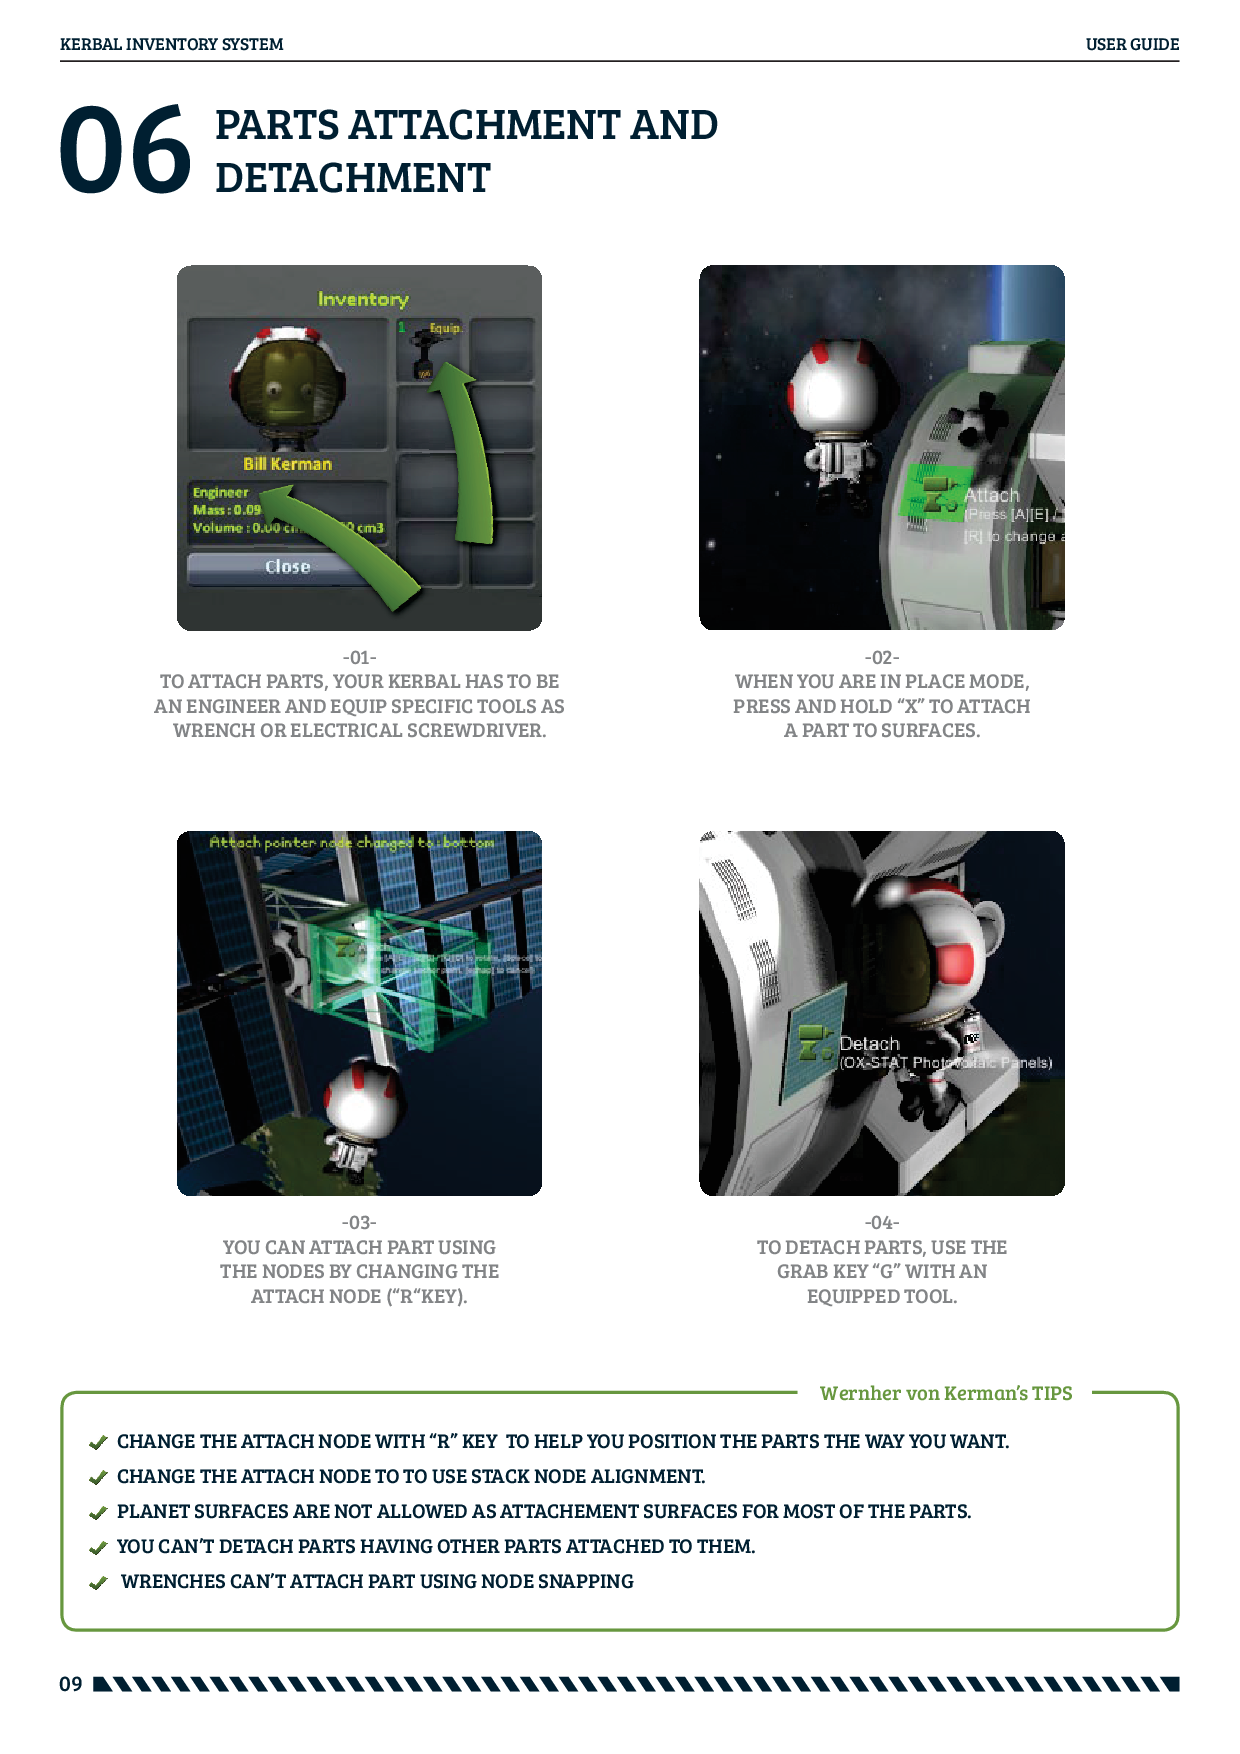 KERBAL INVENTORY SYSTEM
USER GUIDE
06
PARTS ATTACHMENT AND
DETACHMENT
Inventory
1
Equip.
Bill Kerman
Engineer
Mass : 0.09
Volume : 0.00 cm
cm3
Close
Attach
(Press [A][E] /
[R] to change a
-01-
TO ATTACH PARTS, YOUR KERBAL HAS TO BE
AN ENGINEER AND EQUIP SPECIFIC TOOLS AS
WRENCH OR ELECTRICAL SCREWDRIVER.
-02-
WHEN YOU ARE IN PLACE MODE,
PRESS AND HOLD “X” TO ATTACH
A PART TO SURFACES.
Attach pointer node changed to : bottom
Attach
Detach
(OX-STAT Photovoltaic Panels)
-03-
YOU CAN ATTACH PART USING
THE NODES BY CHANGING THE
ATTACH NODE (“R“KEY).
-04-
TO DETACH PARTS, USE THE
GRAB KEY “G” WITH AN
EQUIPPED TOOL.
Wernher von Kerman’s TIPS
CHANGE THE ATTACH NODE WITH “R” KEY  TO HELP YOU POSITION THE PARTS THE WAY YOU WANT.
CHANGE THE ATTACH NODE TO TO USE STACK NODE ALIGNMENT.
PLANET SURFACES ARE NOT ALLOWED AS ATTACHEMENT SURFACES FOR MOST OF THE PARTS.
YOU CAN’T DETACH PARTS HAVING OTHER PARTS ATTACHED TO THEM.
WRENCHES CAN’T ATTACH PART USING NODE SNAPPING
09